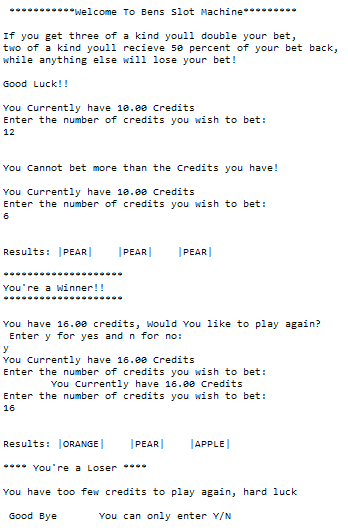 ***********Welcome To Bens Slot Machine*********
If you get three of a kind youll double your bet,
two of a kind youll recieve 50 percent of your bet back,
while anything else will lose your bet!
Good Luck!!
You Currently have 10.00 Credits
Enter the number of credits you wish to bet:
12
You Cannot bet more than the Credits you have!
You Currently have 10.00 Credits
Enter the number of credits you wish to bet:
6
Results: |PEAR|    |PEAR|    |PEAR|
*********************
You're a Winner!!
*********************
You have 16.00 credits, Would You like to play again?
Enter y for yes and n for no:
y
You Currently have 16.00 Credits
Enter the number of credits you wish to bet:
You Currently have 16.00 Credits
Enter the number of credits you wish to bet:
16
Results: |ORANGE|    |PEAR|    |APPLE|
**** You're a Loser ****
You have too few credits to play again, hard luck
Good Bye      You can only enter Y/N